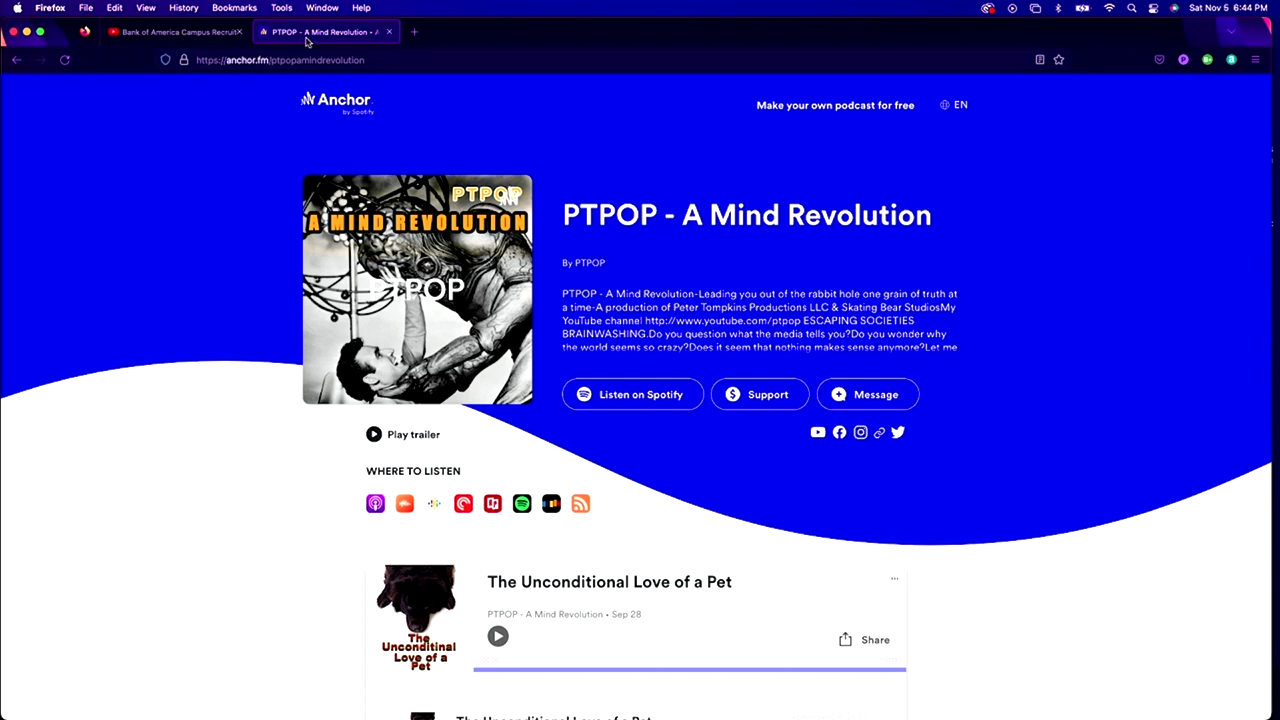 Firefox File Edit View History Bookmarks Tools Window Help Sat Nov 5 6:44 PM
Bank of America Campus Recruit PTPOP - A Mind Revolution •
https://anchor.fm/ptpopamindrevolution
Anchor
by Spotify
Make your own podcast for free EN
PTPOP
A MIND REVOLUTION
PTPOP
PTPOP - A Mind Revolution
By PTPOP
PTPOP - A Mind Revolution-Leading you out of the rabbit hole one grain of truth at
a time-A production of Peter Tompkins Productions LLC & Skating Bear StudiosMy
YouTube channel http://www.youtube.com/ptpop ESCAPING SOCIETIES
BRAINWASHING.Do you question what the media tells you?Do you wonder why
the world seems so crazy?Does it seem that nothing makes sense anymore?Let me
Listen on Spotify Support Message
Play trailer
WHERE TO LISTEN
The Unconditional Love of a Pet
PTPOP - A Mind Revolution • Sep 28
Share
The
Unconditinal
Love of a
Pet
The Unconditional Love of a Pet